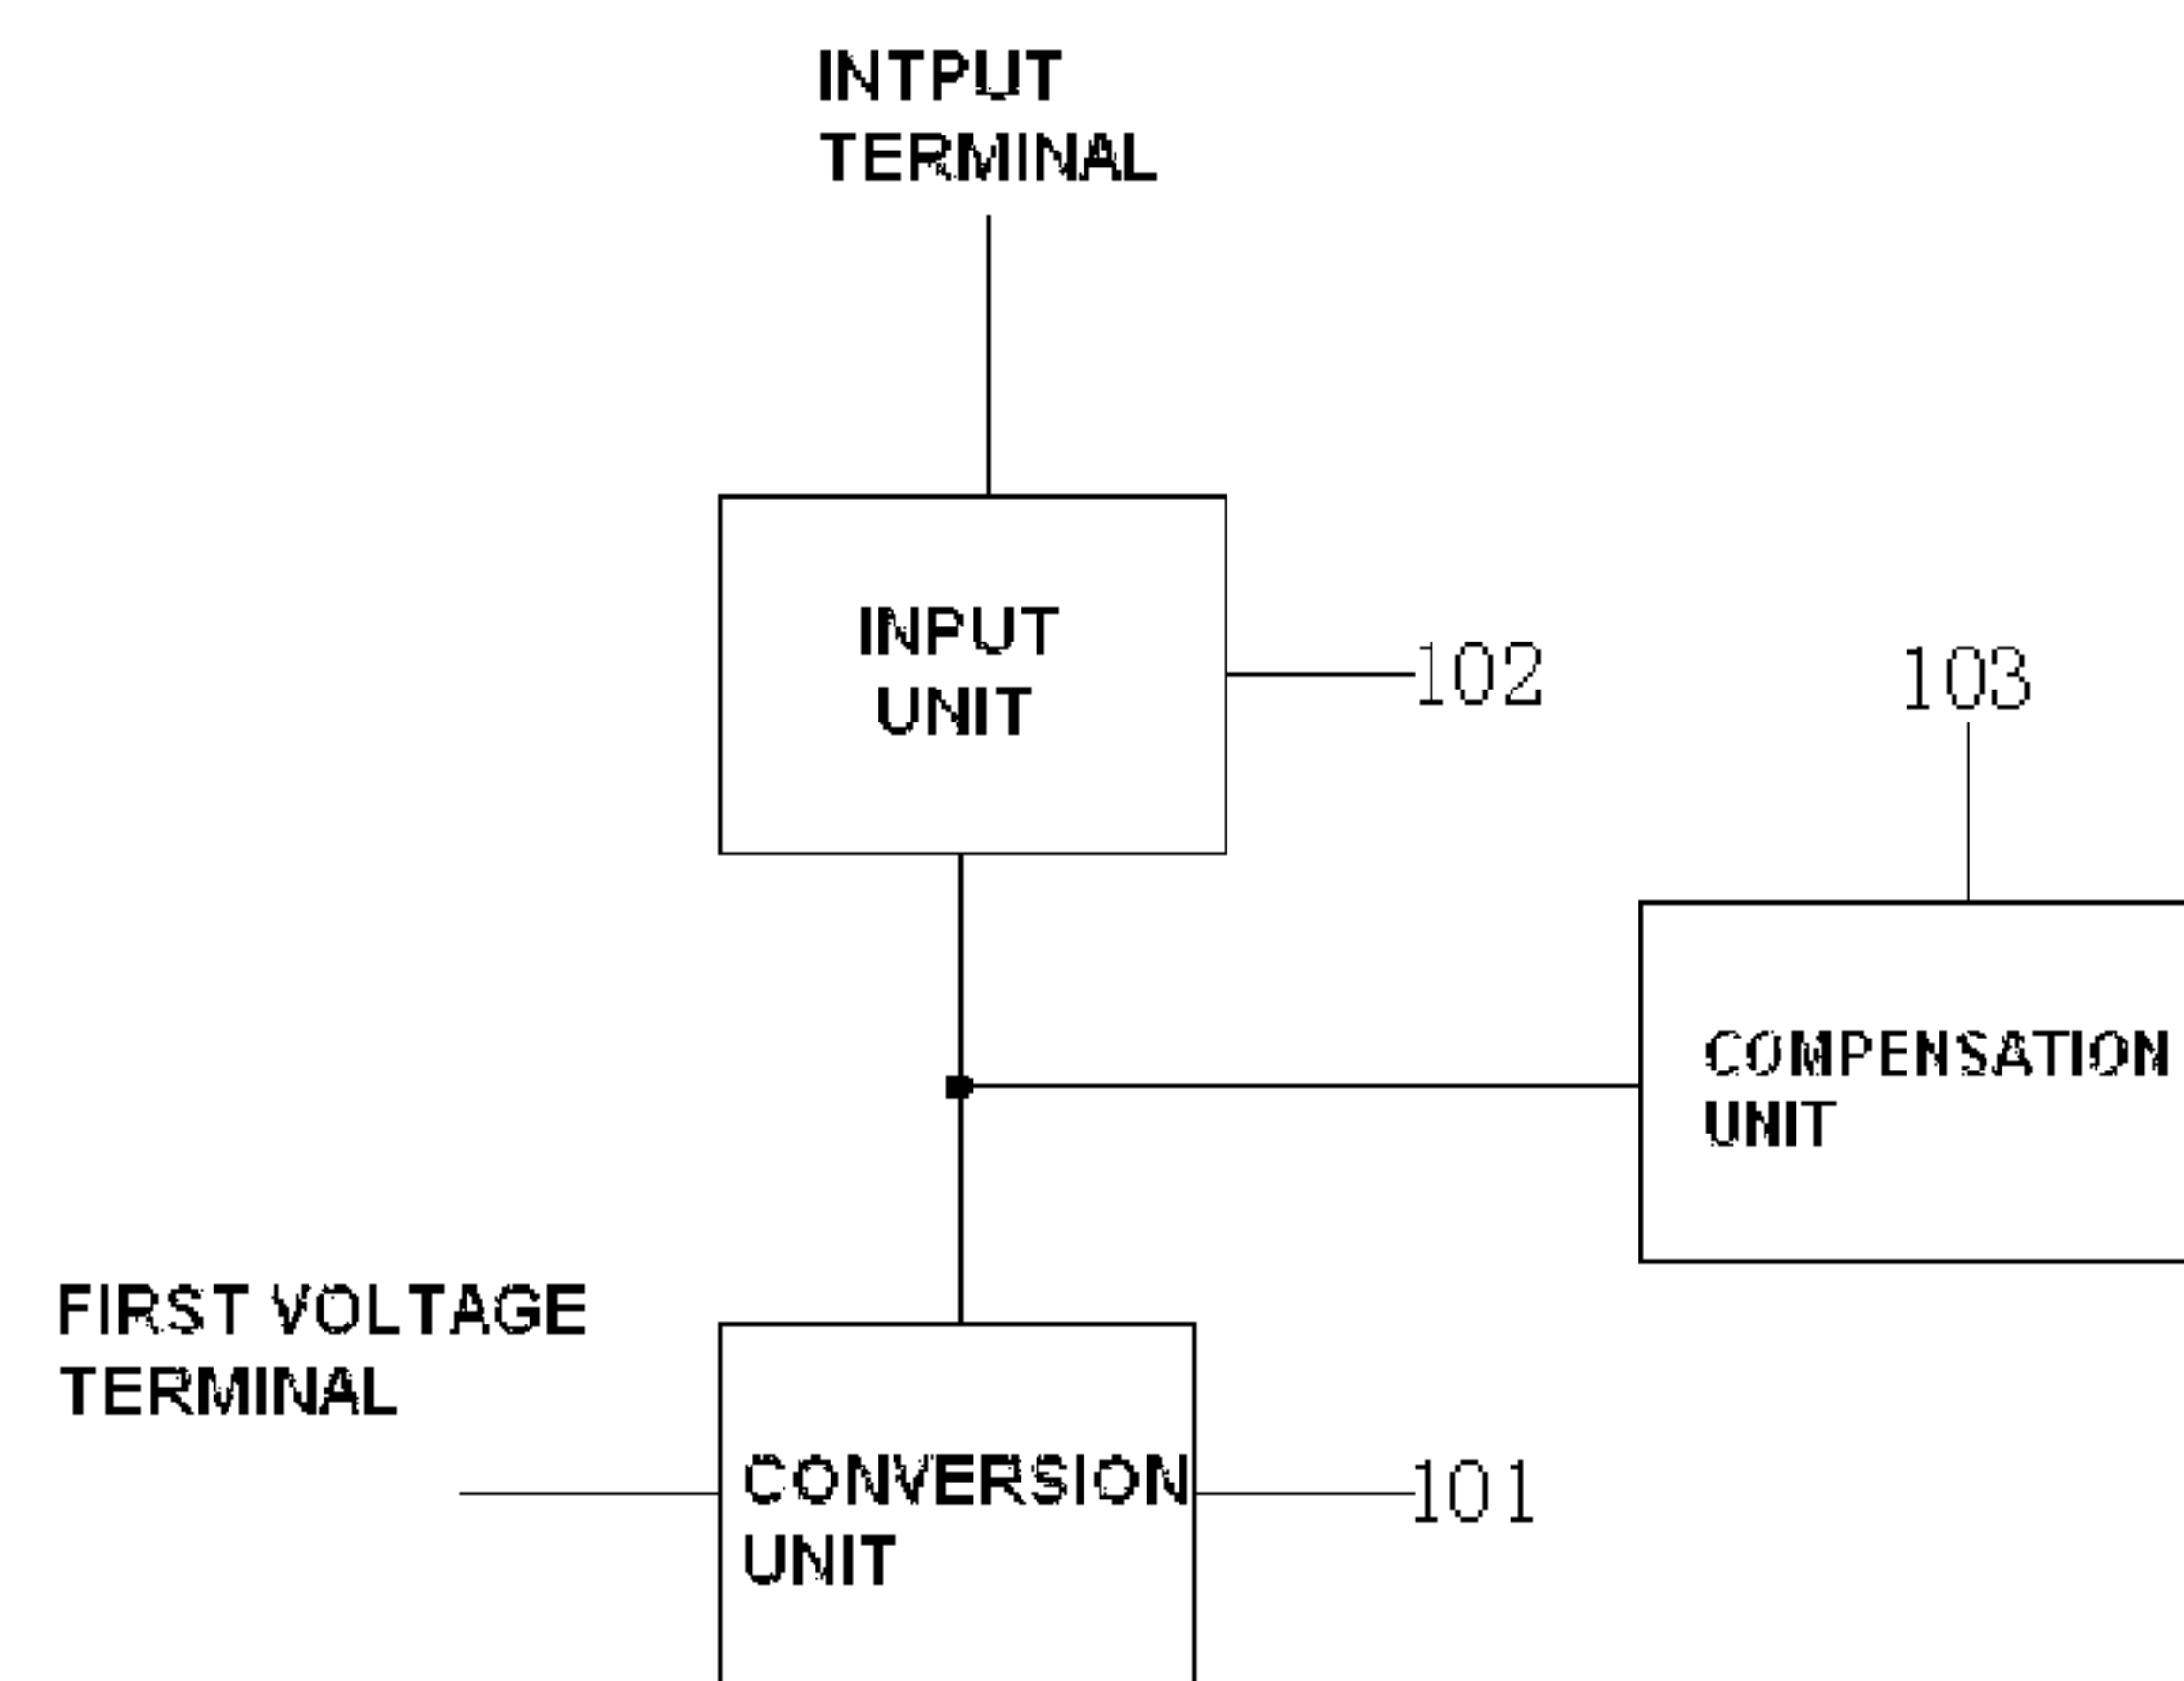 INTPUT
TERMINAL
INPUT
UNIT
102
103
COMPENSATION
UNIT
FIRST VOLTAGE
TERMINAL
CONVERSION
UNIT
101